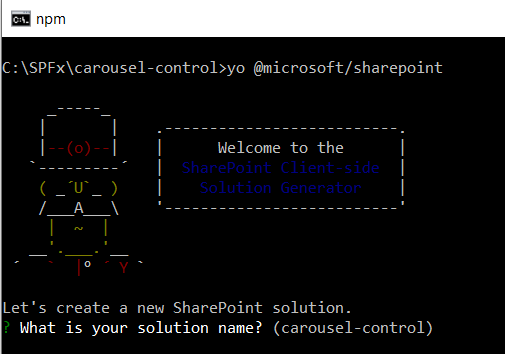 npm
C:\SPFx\carousel-control>yo @microsoft/sharepoint
Welcome to the
SharePoint Client-side
Solution Generator
Let's create a new SharePoint solution.
? What is your solution name? (carousel-control)